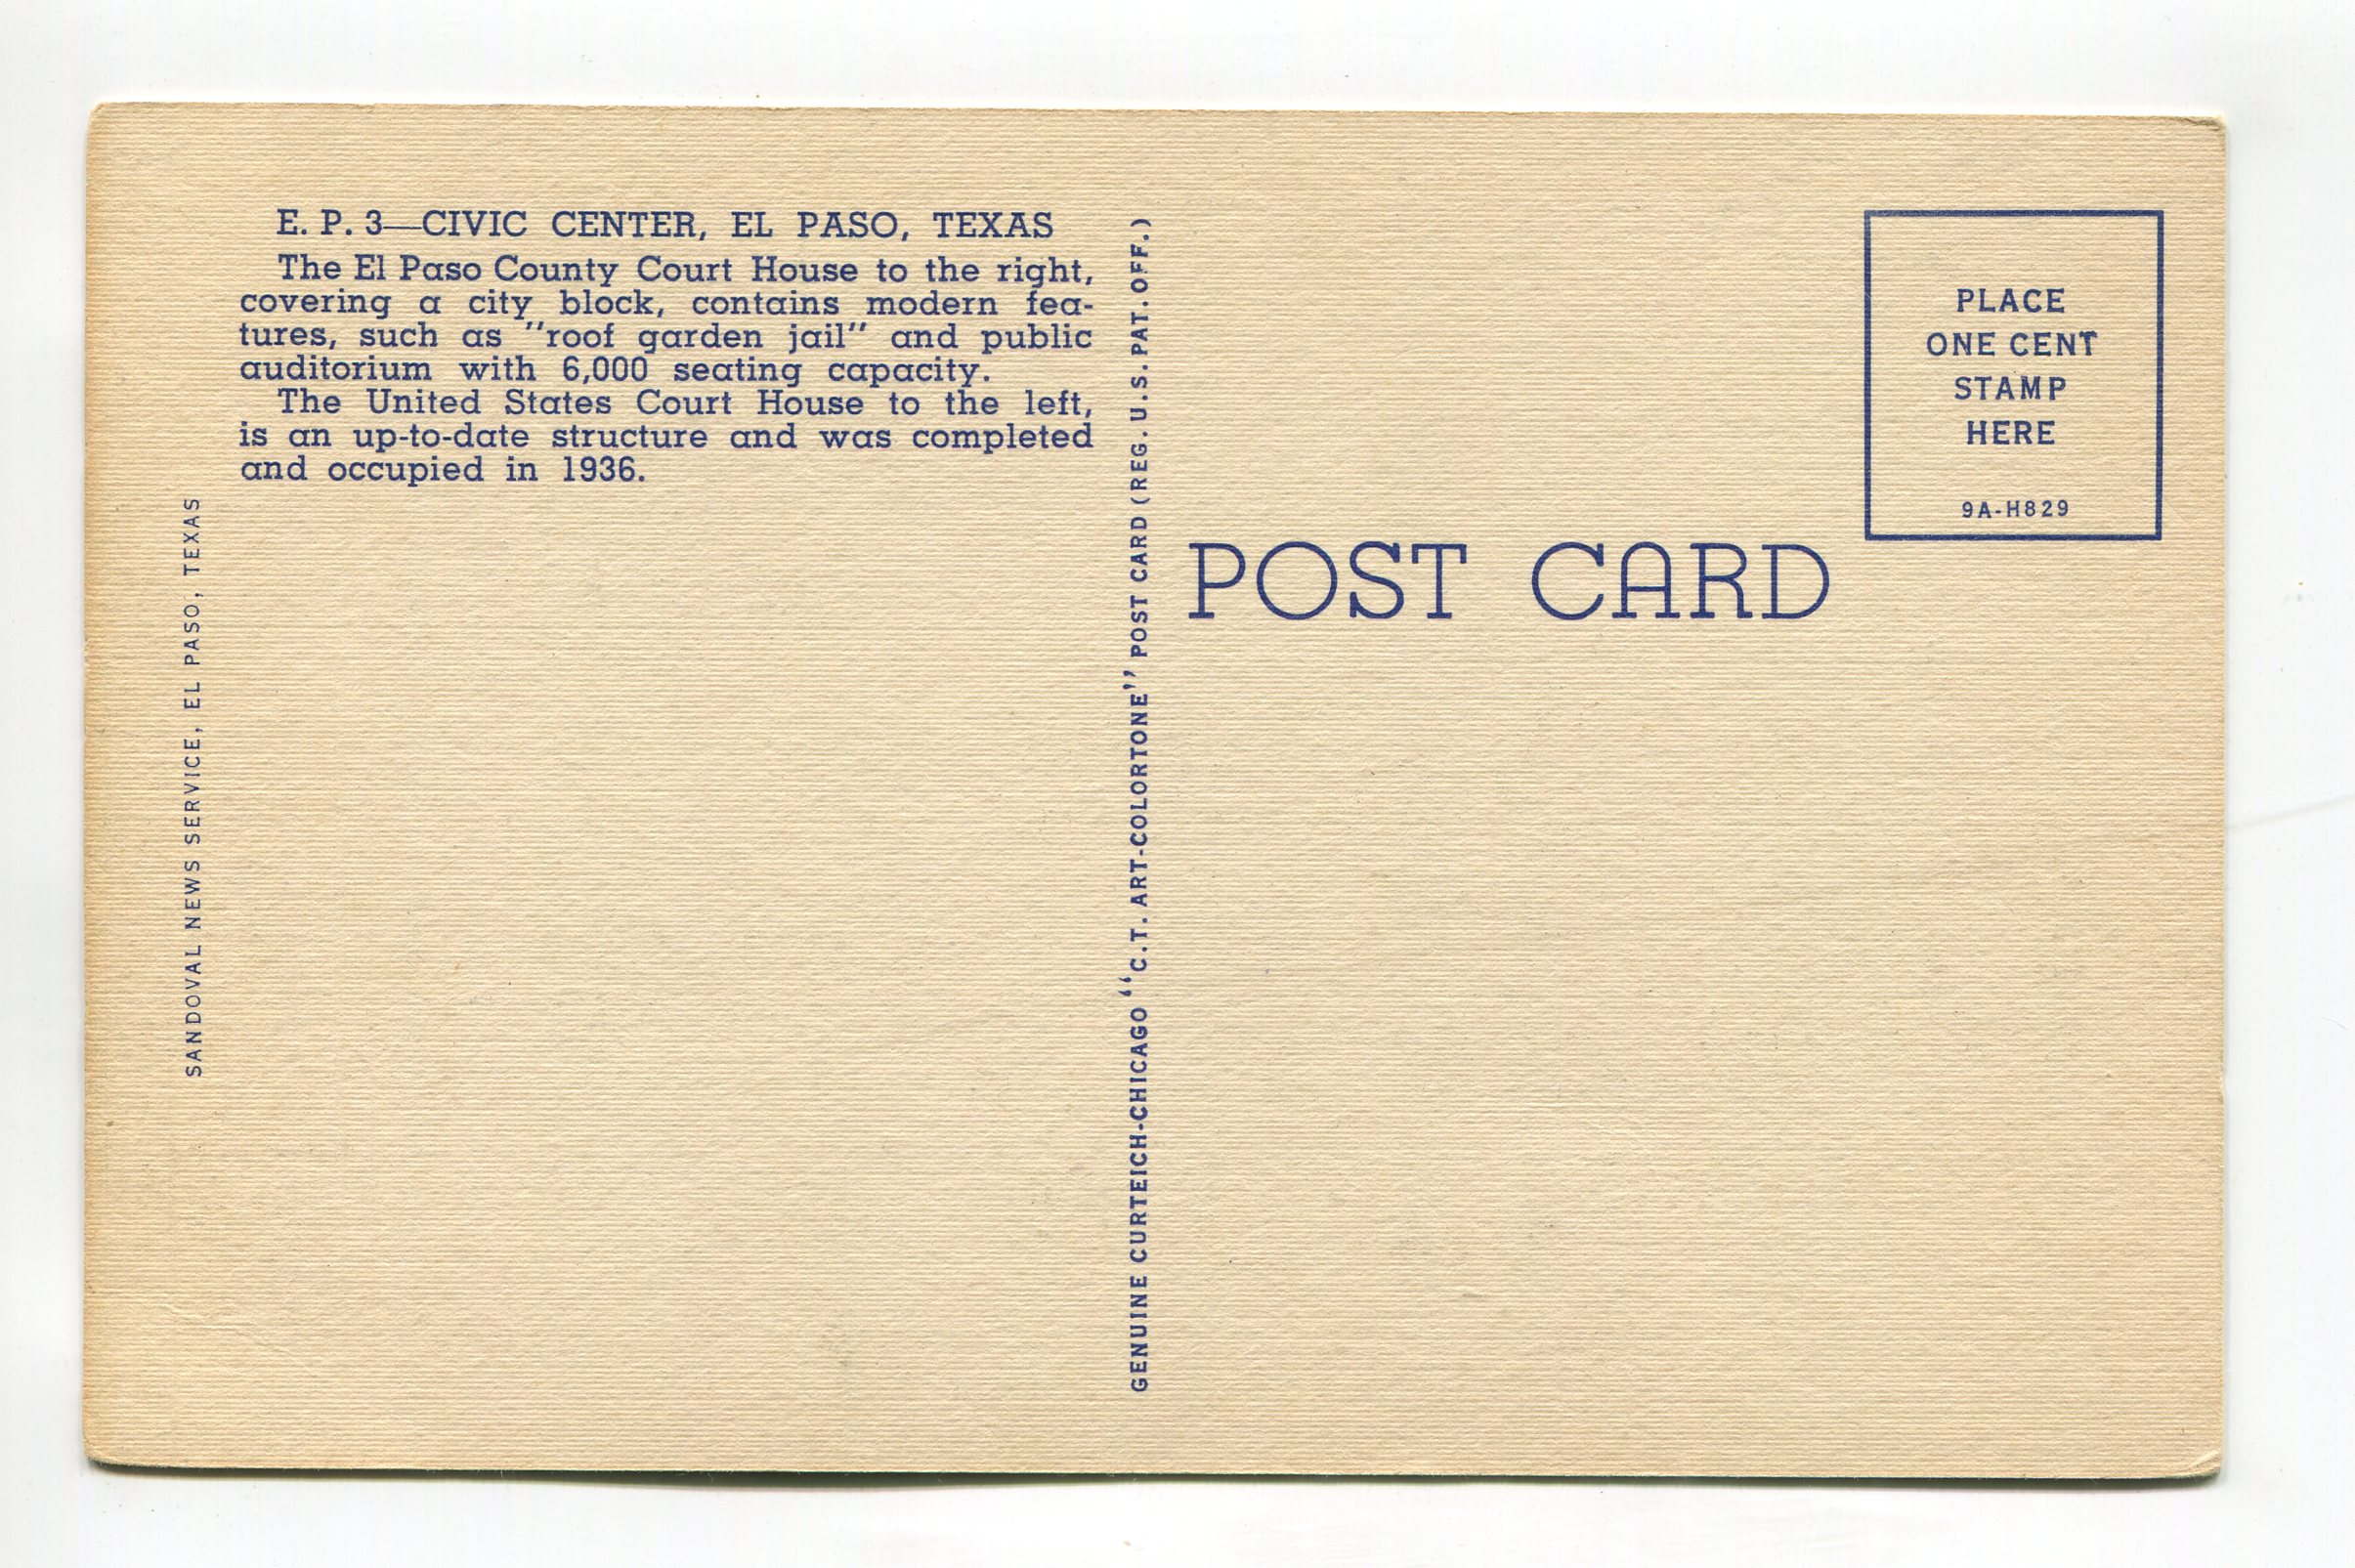 E. P. 3—CIVIC CENTER, EL PASO, TEXAS
The El Paso County Court House to the right,
covering a city block, contains modern fea-
tures, such as "roof garden jail" and public
auditorium with 6,000 seating capacity.
The United States Court House to the left,
is an up-to-date structure and was completed
and occupied in 1936.
SANDOVAL NEWS SERVICE, EL PASO, TEXAS
GENUINE CURTEICH-CHICAGO "C.T. ART-COLORTONE" POST CARD (REG. U.S. PAT. OFF.)
POST CARD
PLACE
ONE CENT
STAMP
HERE
9A-H829